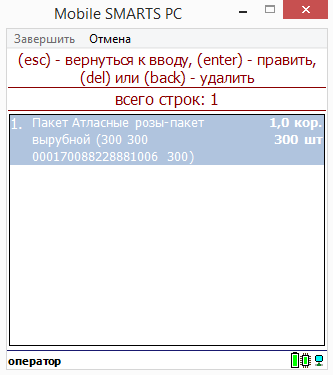 Mobile SMARTS PC
Завершить Отмена
(esc) - вернуться к вводу, (enter) - править,
(del) или (back) - удалить
всего строк: 1
1. Пакет Атласные розы-пакет 1,0 кор.
вырубной (300 300 300 шт
000170088228881006 300)
оператор